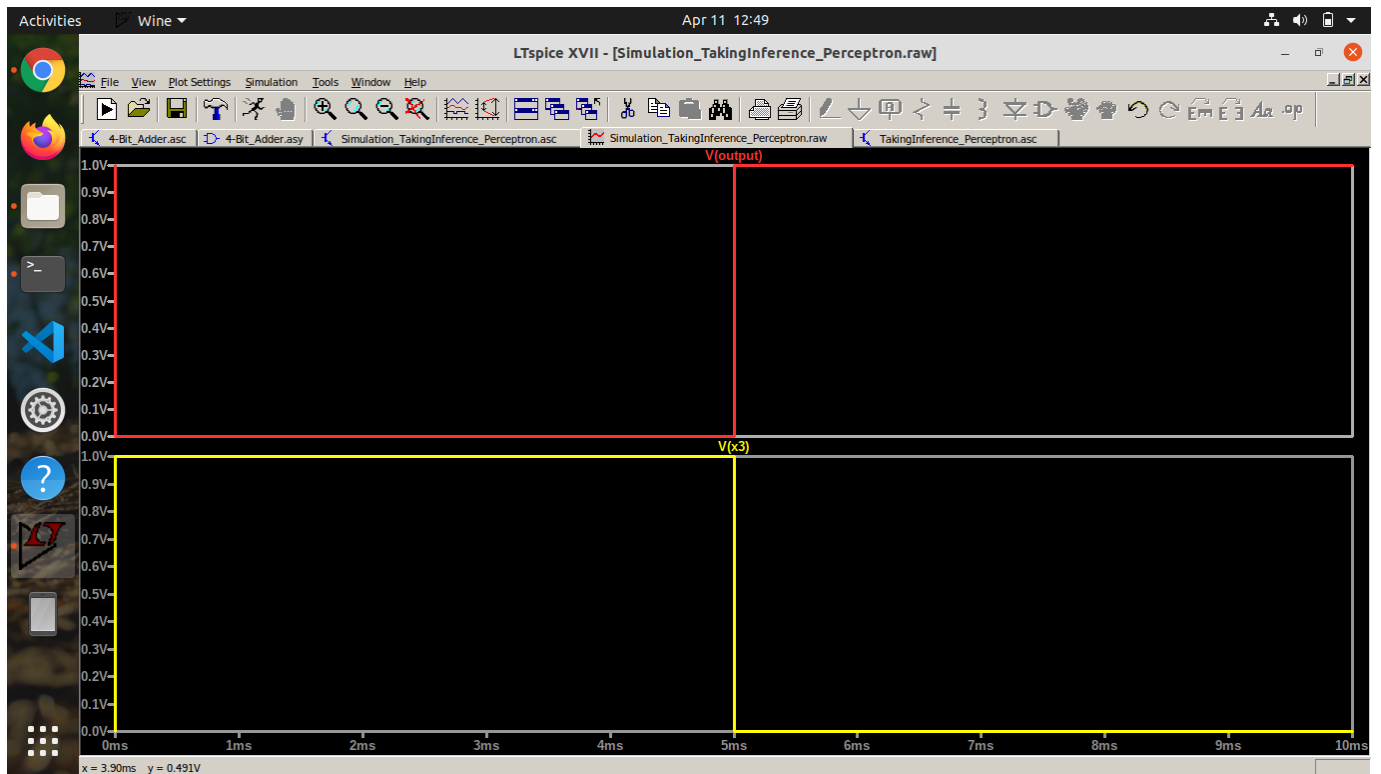 Activities Wine Apr 11 12:49
LTspice XVII - [Simulation_TakingInference_Perceptron.raw]
File View Plot Settings Simulation Tools Window Help
4-Bit_Adder.asc 4-Bit_Adder.asy Simulation_TakingInference_Perceptron.asc Simulation_TakingInference_Perceptron.raw TakingInference_Perceptron.asc
V(output)
1.0V
0.9V
0.8V
0.7V
0.6V
0.5V
0.4V
0.3V
0.2V
0.1V
0.0V
V(x3)
1.0V
0.9V
0.8V
0.7V
0.6V
0.5V
0.4V
0.3V
0.2V
0.1V
0.0V
0ms 1ms 2ms 3ms 4ms 5ms 6ms 7ms 8ms 9ms 10ms
x = 3.90ms y = 0.491V